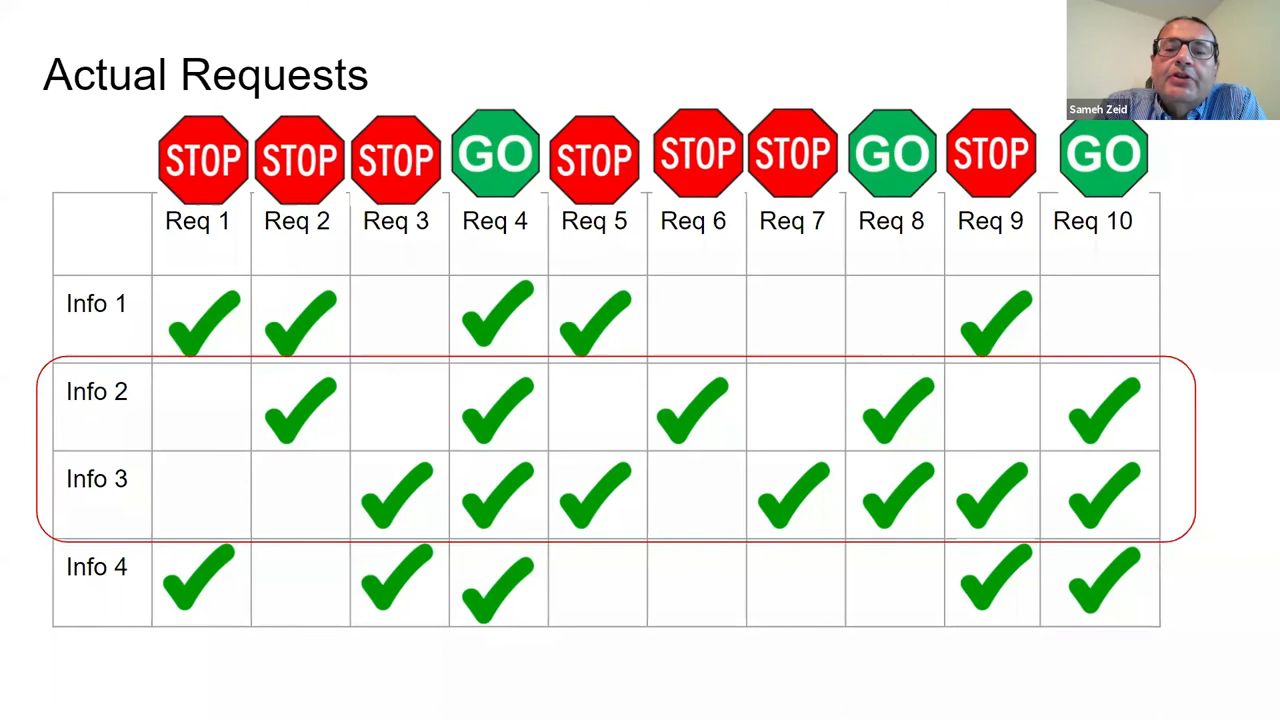 Actual Requests
Sameh Zeid
STOP STOP STOP GO STOP STOP STOP GO STOP GO
Req 1 Req 2 Req 3 Req 4 Req 5 Req 6 Req 7 Req 8 Req 9 Req 10
Info 1
Info 2
Info 3
Info 4